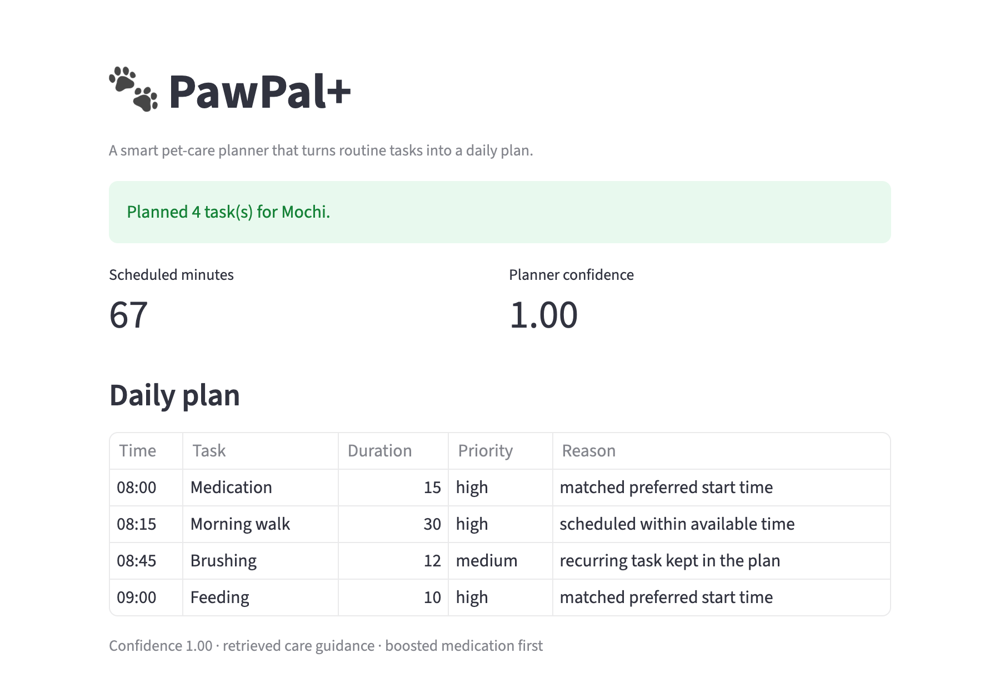 PawPal+
A smart pet-care planner that turns routine tasks into a daily plan.
Planned 4 task(s) for Mochi.
Scheduled minutes
67
Planner confidence
1.00
Daily plan
Time Task Duration Priority Reason
08:00 Medication 15 high matched preferred start time
08:15 Morning walk 30 high scheduled within available time
08:45 Brushing 12 medium recurring task kept in the plan
09:00 Feeding 10 high matched preferred start time
Confidence 1.00 · retrieved care guidance · boosted medication first